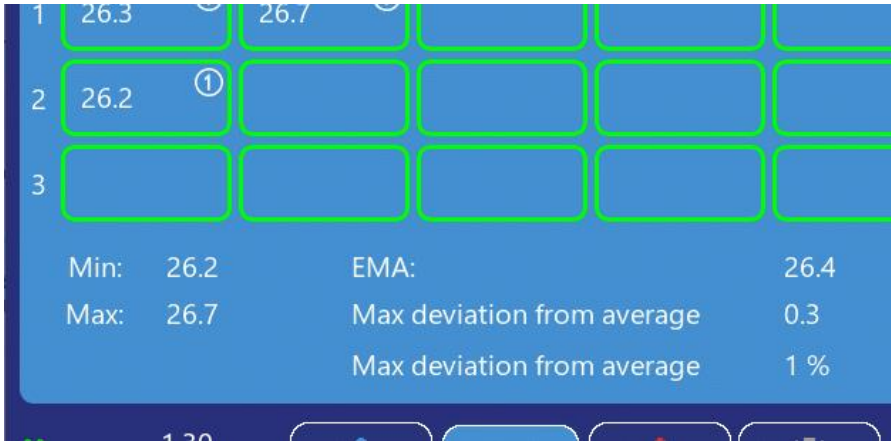 1 26.3 26.7
2 26.2 ①
3
Min: 26.2 EMA: 26.4
Max: 26.7 Max deviation from average 0.3
Max deviation from average 1 %